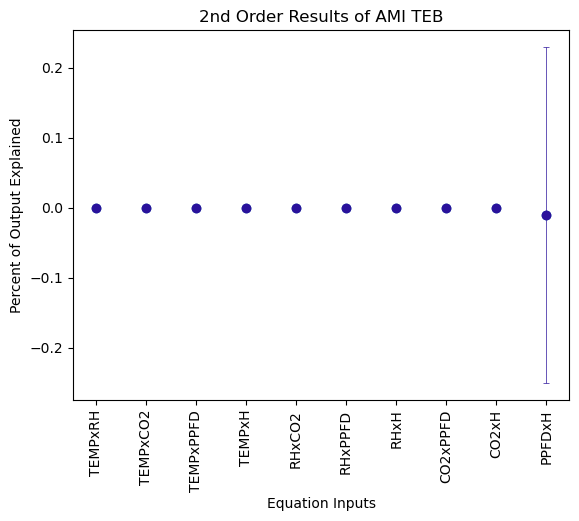 2nd Order Results of AMI TEB
Percent of Output Explained
0.2
0.1
0.0
−0.1
−0.2
TEMPxRH
TEMPxCO2
TEMPxPPFD
TEMPxH
RHxCO2
RHxPPFD
RHxH
CO2xPPFD
CO2xH
PPFDxH
Equation Inputs